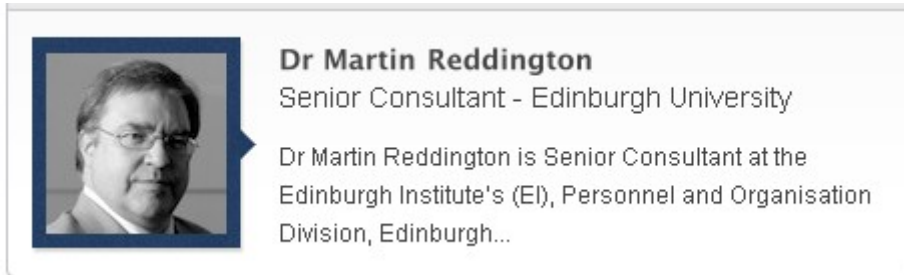 Dr Martin Reddington
Senior Consultant - Edinburgh University
Dr Martin Reddington is Senior Consultant at the
Edinburgh Institute's (EI), Personnel and Organisation
Division, Edinburgh...